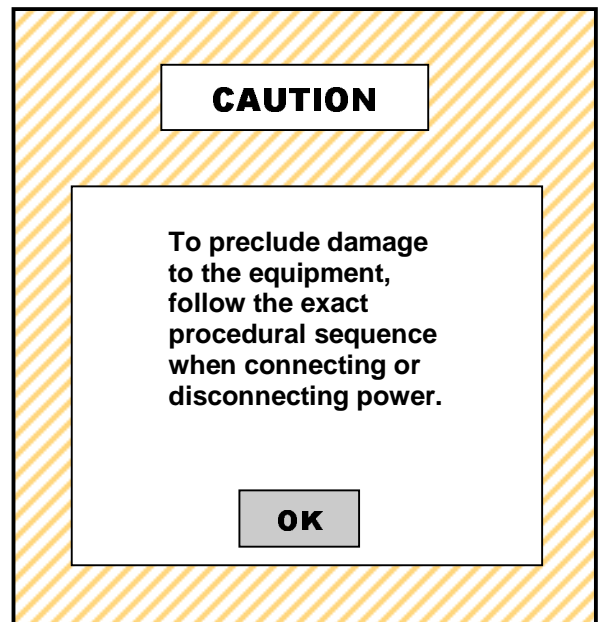 CAUTION
To preclude damage
to the equipment,
follow the exact
procedural sequence
when connecting or
disconnecting power.
OK